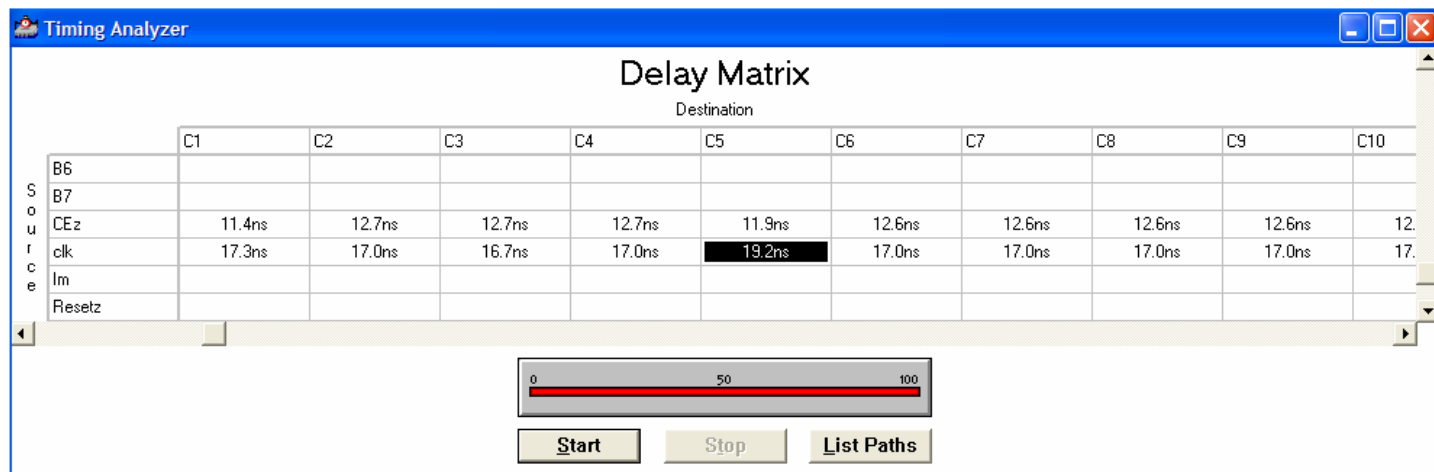 Timing Analyzer
Delay Matrix
Destination
C1 C2 C3 C4 C5 C6 C7 C8 C9 C10
Source
B6
B7
CEz 11.4ns 12.7ns 12.7ns 12.7ns 11.9ns 12.6ns 12.6ns 12.6ns 12.6ns 12.
clk 17.3ns 17.0ns 16.7ns 17.0ns 19.2ns 17.0ns 17.0ns 17.0ns 17.0ns 17.
Im
Resetz
0 50 100
Start Stop List Paths